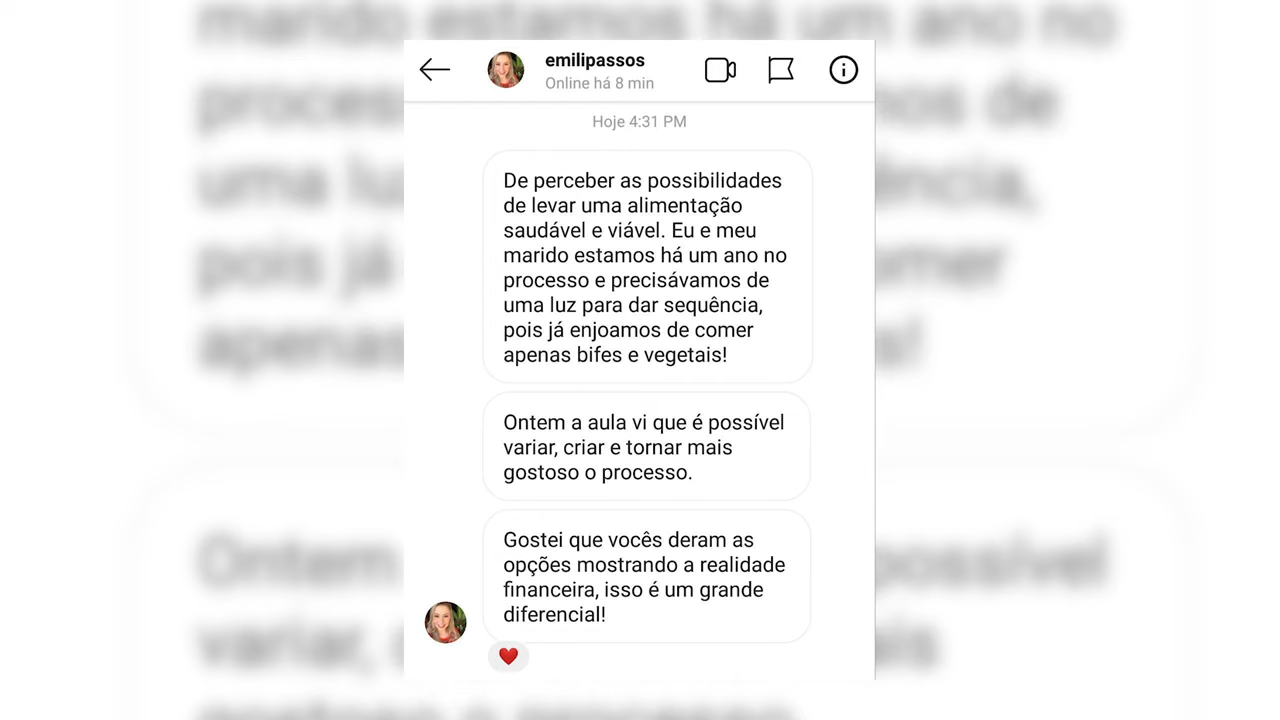 emilipassos
Online há 8 min
Hoje 4:31 PM
De perceber as possibilidades
de levar uma alimentação
saudável e viável. Eu e meu
marido estamos há um ano no
processo e precisávamos de
uma luz para dar sequência,
pois já enjoamos de comer
apenas bifes e vegetais!
Ontem a aula vi que é possível
variar, criar e tornar mais
gostoso o processo.
Gostei que vocês deram as
opções mostrando a realidade
financeira, isso é um grande
diferencial!